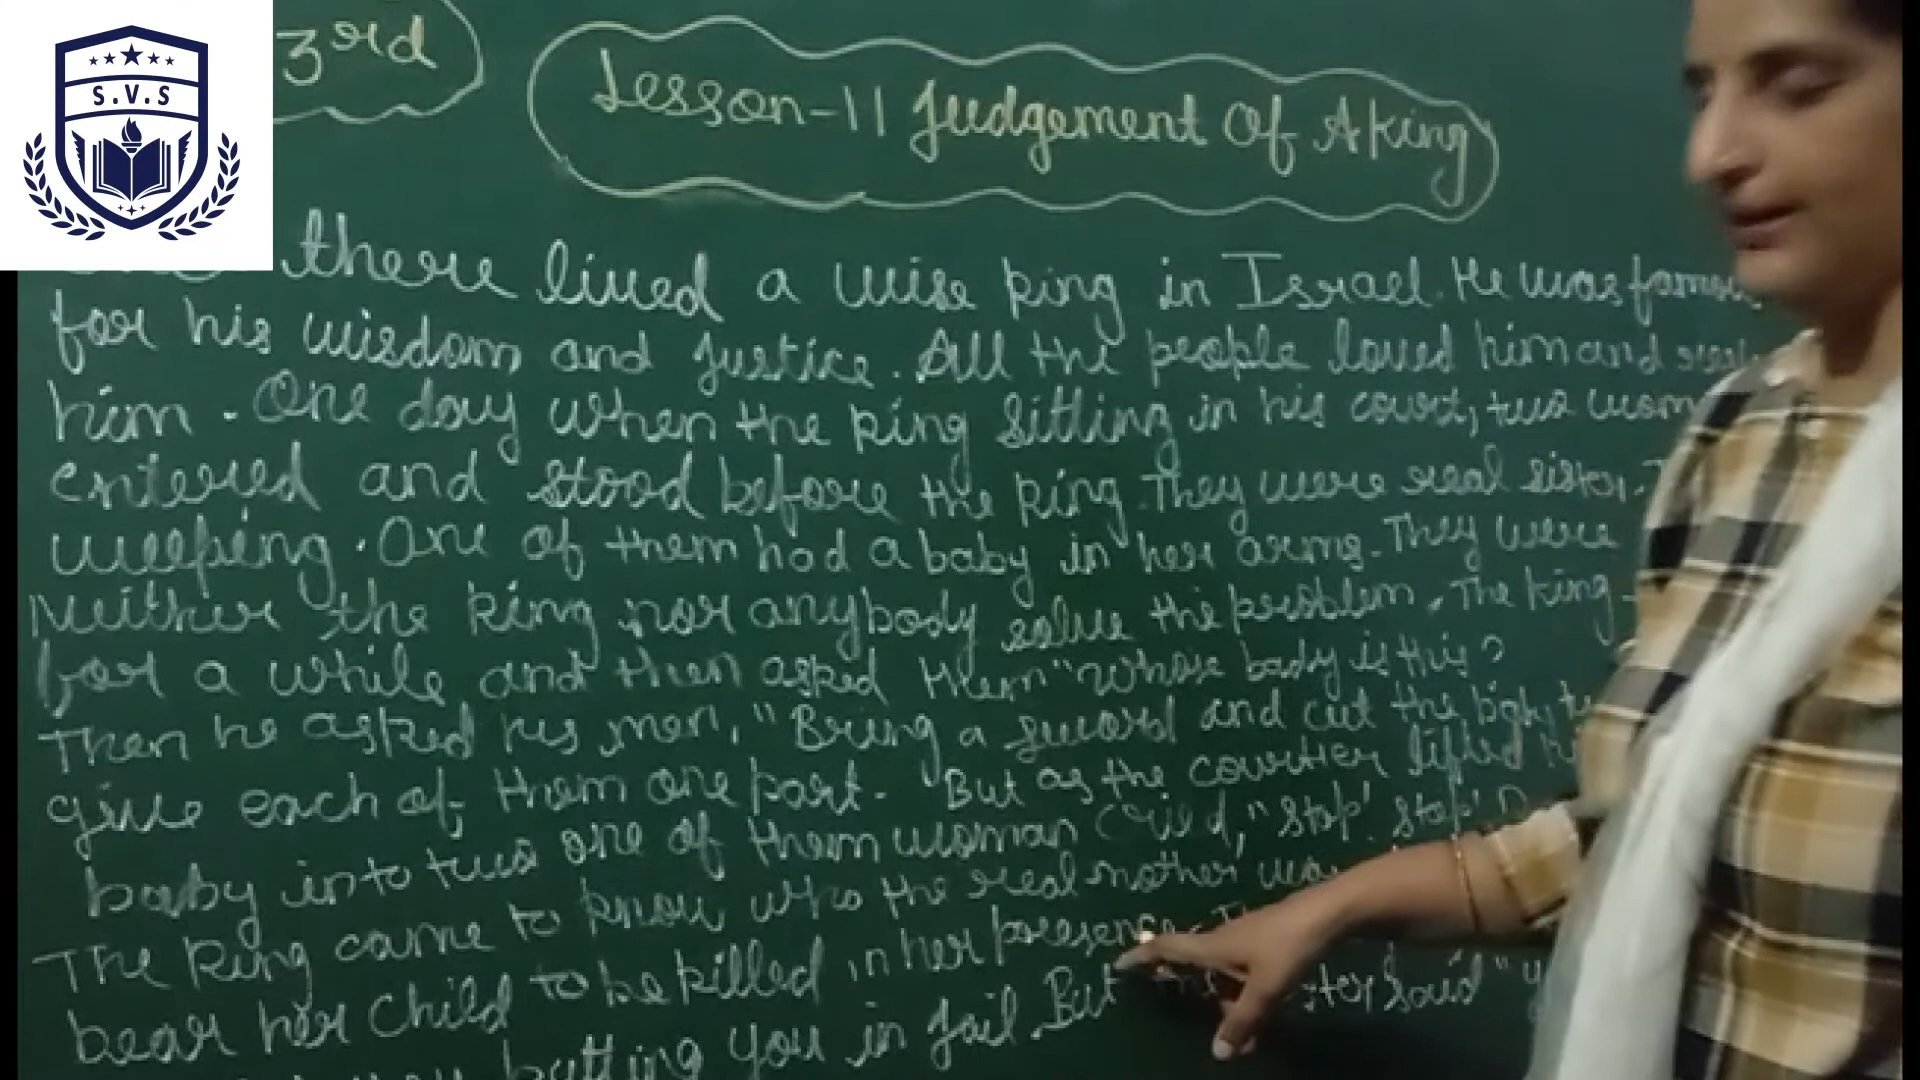 S.V.S
3rd
Lesson-11 Judgement Of A king
there lived a wise king in Israel. He was
for his wisdom and justice. All the people loved him and
him. One day when the king sitting in his court, two
entered and stood before the king. They were real sister.
weeping. One of them had a baby in her arms. They were
Neither the king nor anybody solve the problem. The king
for a while and then asked them "Whose baby is this?
Then he asked his men, "Bring a sword and cut the
give each of them one part. But as the courtier lifted
baby into two one of them woman cried, "Stop! Stop!
The king came to know who the real mother
bear her child to be killed in her presence.
putting you in jail. But said "